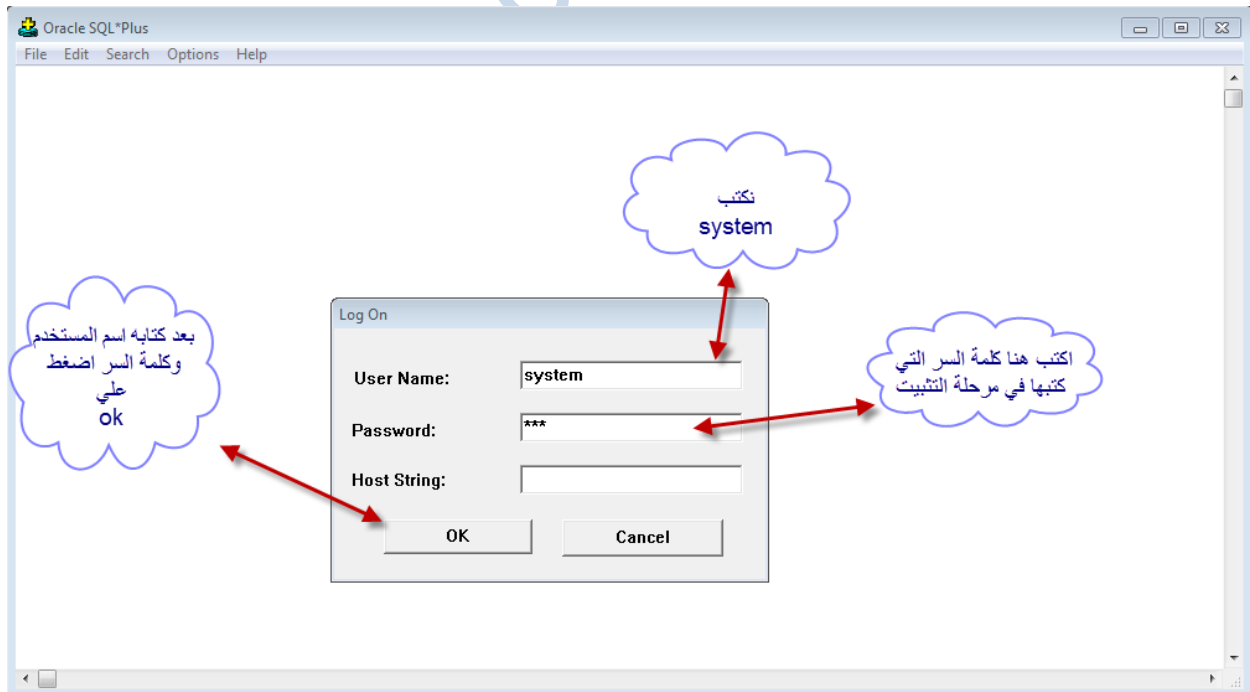 Oracle SQL*Plus
File Edit Search Options Help
نكتب
system
بعد كتابه اسم المستخدم
وكلمة السر اضغط
علي
ok
اكتب هنا كلمة السر التي
كتبها في مرحلة التثبيت
Log On
User Name: system
Password: ***
Host String:
OK Cancel